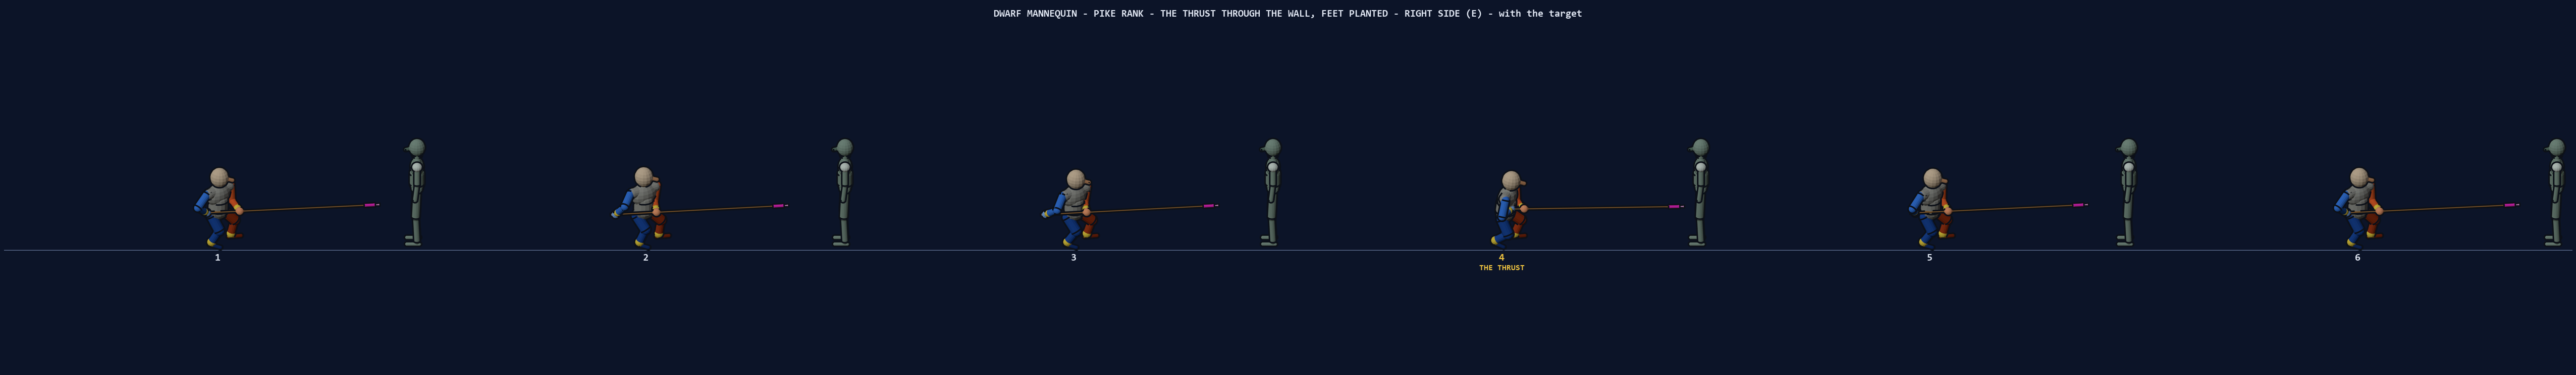 DWARF MANNEQUIN - PIKE RANK - THE THRUST THROUGH THE WALL, FEET PLANTED - RIGHT SIDE (E) - with the target
1 2 3 4 5 6
THE THRUST